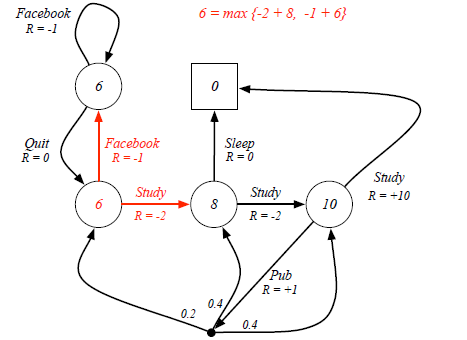 Facebook
R = -1
6 = max {-2 + 8, -1 + 6}
6
0
Quit
R = 0
Facebook
R = -1
Sleep
R = 0
Study
R = +10
6
Study
R = -2
8
Study
R = -2
10
Pub
R = +1
0.2
0.4
0.4